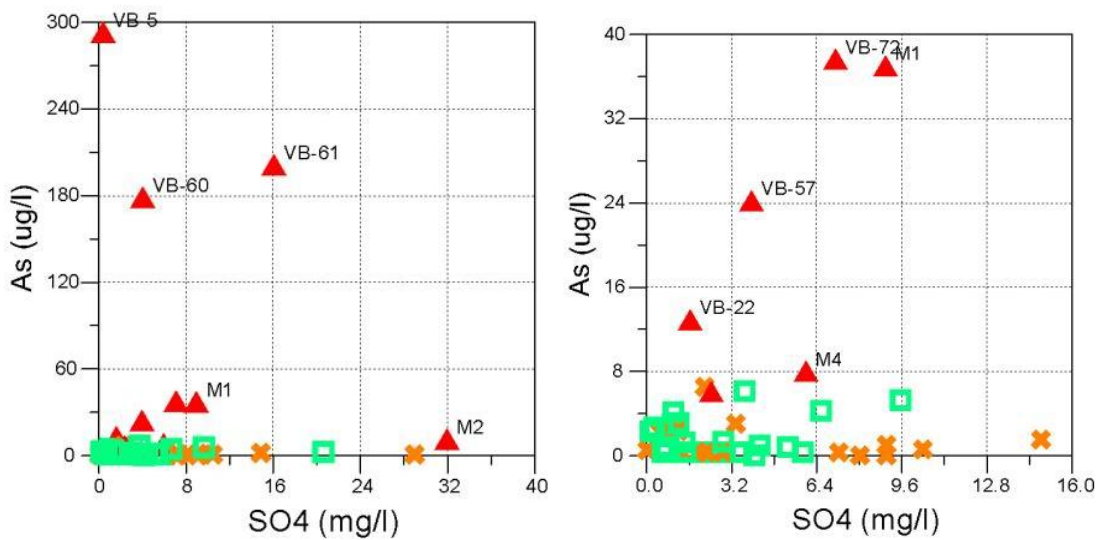 300
240
180
120
60
0
As (ug/l)
VB-5
VB-61
VB-60
M1
M2
0
8
16
24
32
40
SO4 (mg/l)
40
32
24
16
8
0
As (ug/l)
VB-72
M1
VB-57
VB-22
M4
0.0
3.2
6.4
9.6
12.8
16.0
SO4 (mg/l)